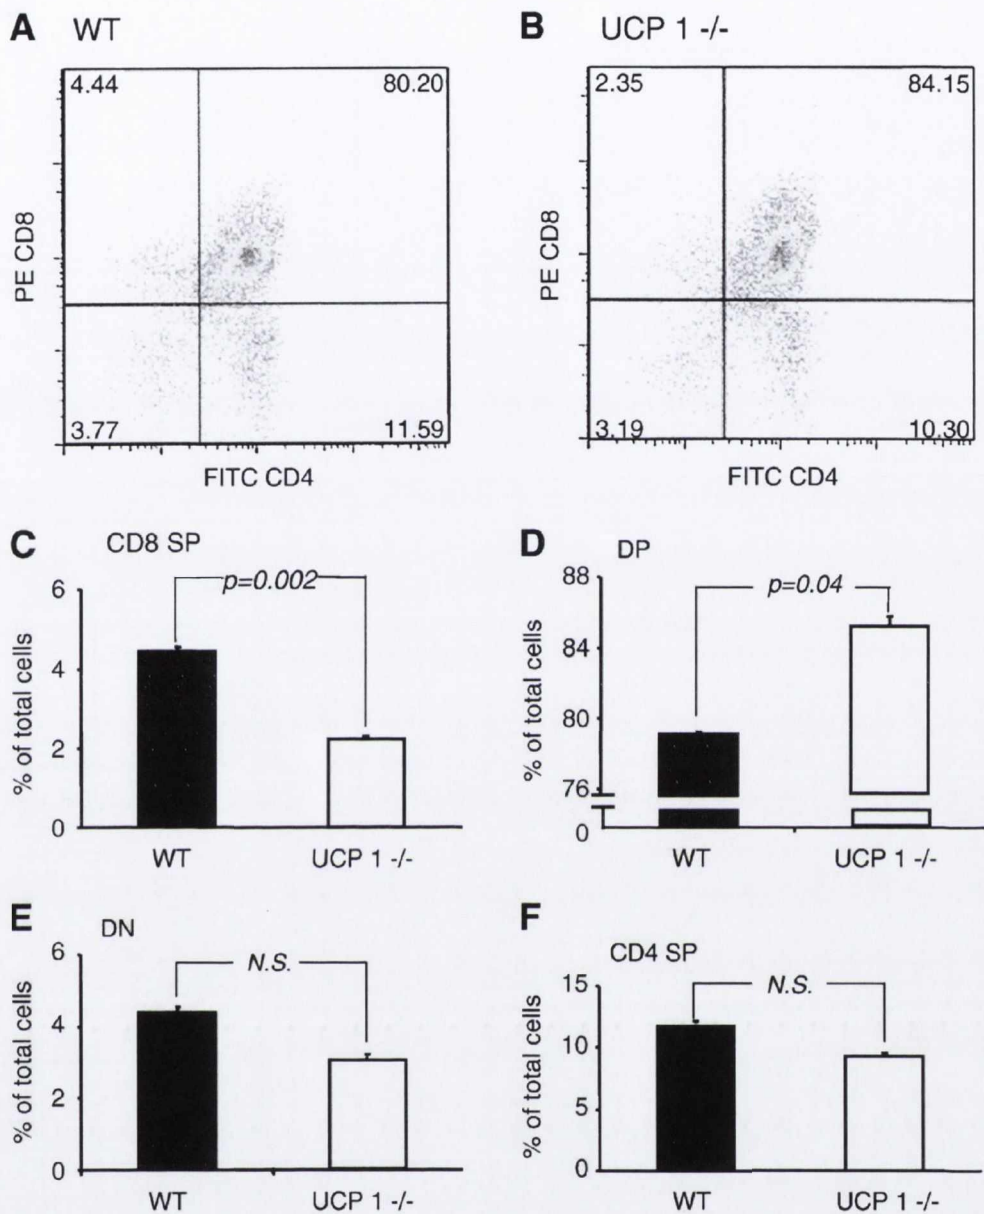 A WT
4.44 80.20
PE CD8
3.77 11.59
FITC CD4
B UCP 1 -/-
2.35 84.15
PE CD8
3.19 10.30
FITC CD4
C CD8 SP
p=0.002
% of total cells
6
4
2
0
WT UCP 1 -/-
D DP
p=0.04
% of total cells
88
84
80
76
0
WT UCP 1 -/-
E DN
N.S.
% of total cells
6
4
2
0
WT UCP 1 -/-
F CD4 SP
N.S.
% of total cells
15
10
5
0
WT UCP 1 -/-